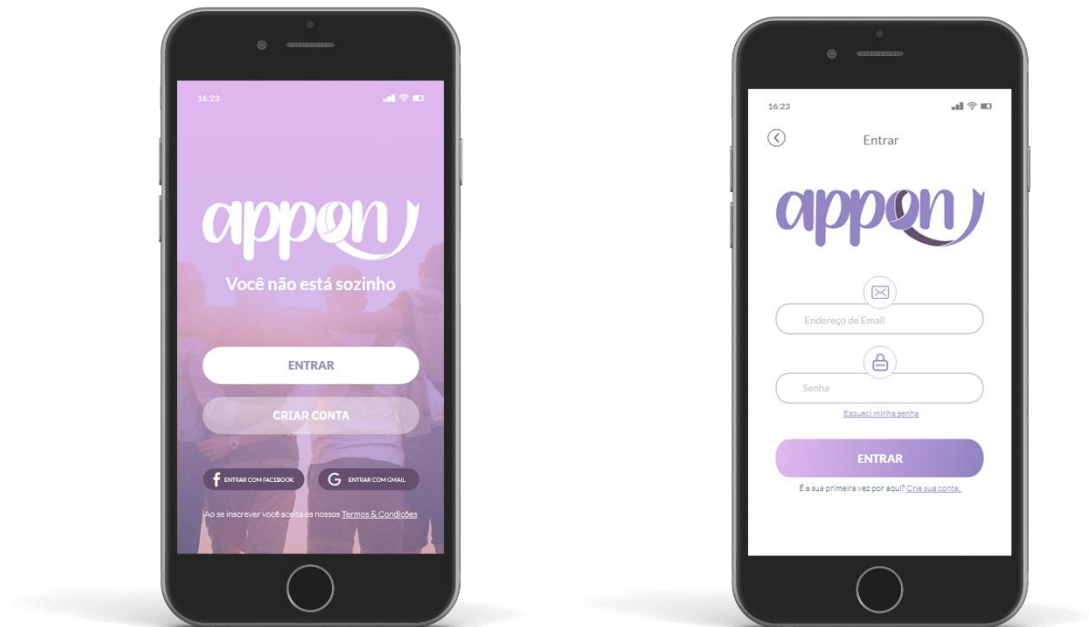 16:23
appon
Você não está sozinho
ENTRAR
CRIAR CONTA
ENTRAR COM FACEBOOK
G ENTRAR COM GMAIL
Ao se inscrever você aceita os nossos Termos & Condições
16:23
Entrar
appon
Endereço de Email
Senha
Esqueci minha senha
ENTRAR
É a sua primeira vez por aqui? Crie sua conta.